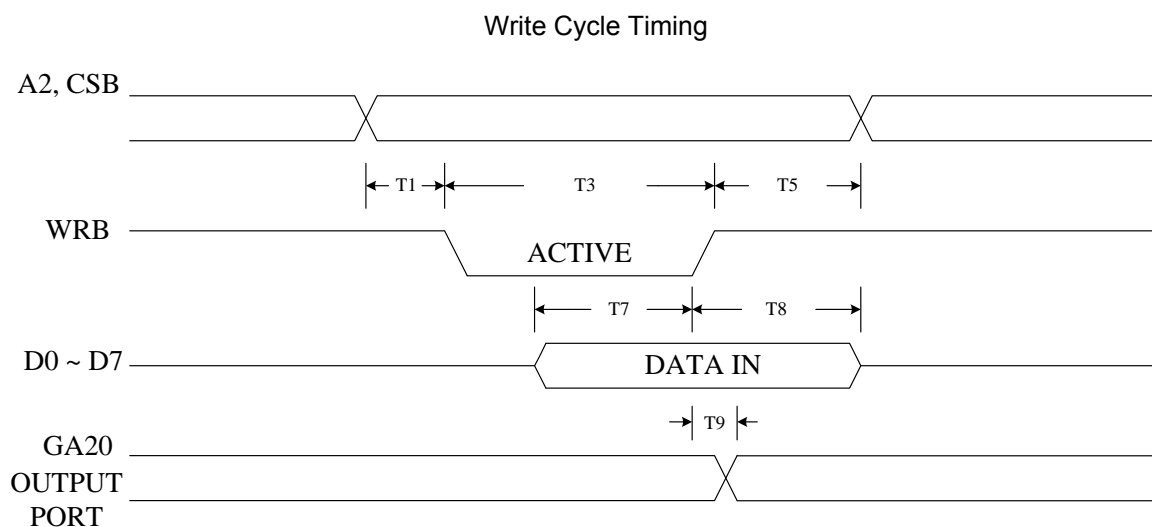 Write Cycle Timing
A2, CSB
T1
T3
T5
WRB
ACTIVE
T7
T8
D0 ~ D7
DATA IN
T9
GA20
OUTPUT
PORT